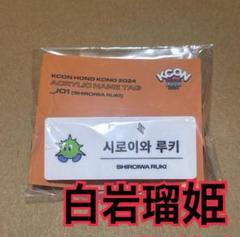 KCON HONG KONG 2024
ACRYLIC NAME TAG
_JO1 (SHIROIWA RUKI)
KCON
시로이와 루키
SHIROIWA RUKI
白岩瑠姫